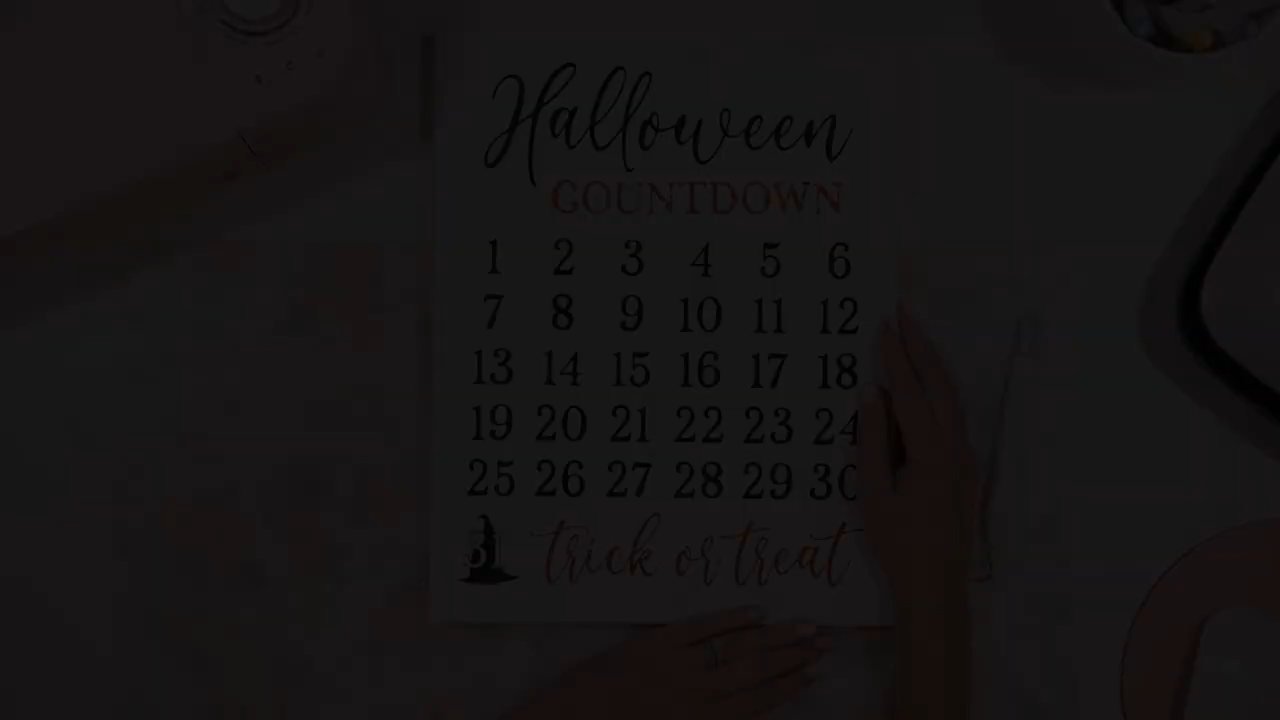 Halloween
COUNTDOWN
1 2 3 4 5 6
7 8 9 10 11 12
13 14 15 16 17 18
19 20 21 22 23 24
25 26 27 28 29 30
31 trick or treat